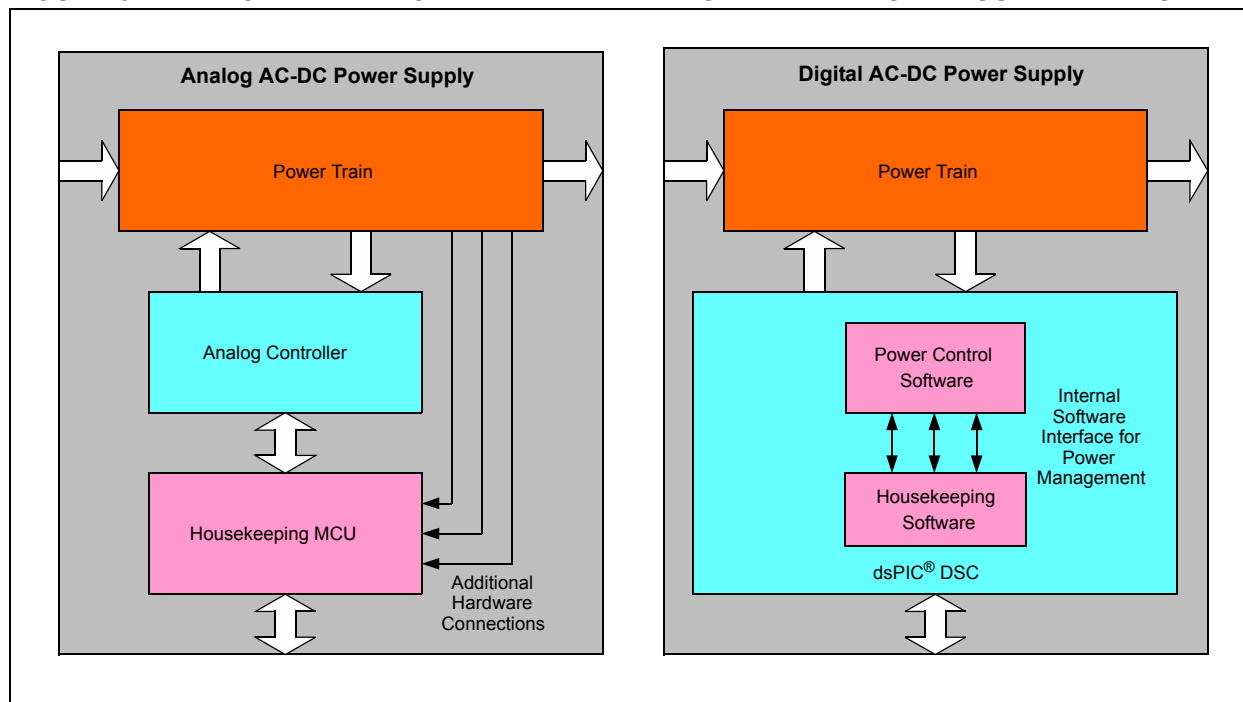 Analog AC-DC Power Supply
Power Train
Analog Controller
Housekeeping MCU
Additional
Hardware
Connections
Digital AC-DC Power Supply
Power Train
Power Control
Software
Internal
Software
Interface for
Power
Management
Housekeeping
Software
dsPIC® DSC